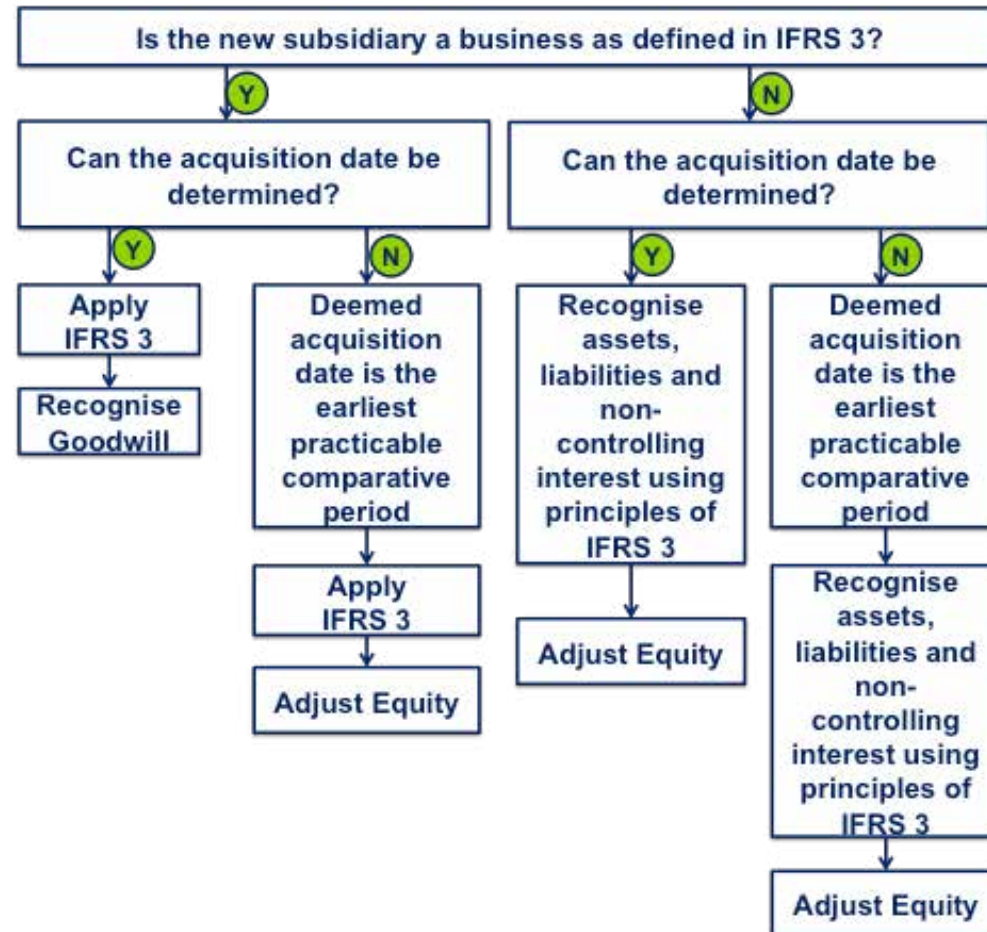 Is the new subsidiary a business as defined in IFRS 3?
Y
N
Can the acquisition date be
determined?
Can the acquisition date be
determined?
Y
N
Y
N
Apply
IFRS 3
Recognise
Goodwill
Deemed
acquisition
date is the
earliest
practicable
comparative
period
Apply
IFRS 3
Adjust Equity
Recognise
assets,
liabilities and
non-
controlling
interest using
principles of
IFRS 3
Adjust Equity
Deemed
acquisition
date is the
earliest
practicable
comparative
period
Recognise
assets,
liabilities and
non-
controlling
interest using
principles of
IFRS 3
Adjust Equity